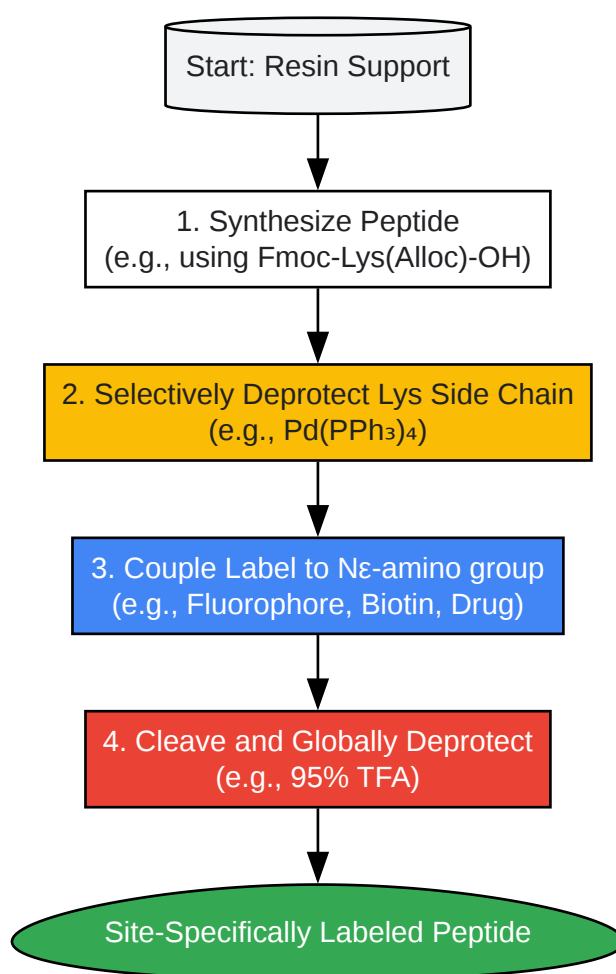 Start: Resin Support
1. Synthesize Peptide
(e.g., using Fmoc-Lys(Alloc)-OH)
2. Selectively Deprotect Lys Side Chain
(e.g., Pd(PPh₃)₄)
3. Couple Label to Nε-amino group
(e.g., Fluorophore, Biotin, Drug)
4. Cleave and Globally Deprotect
(e.g., 95% TFA)
Site-Specifically Labeled Peptide